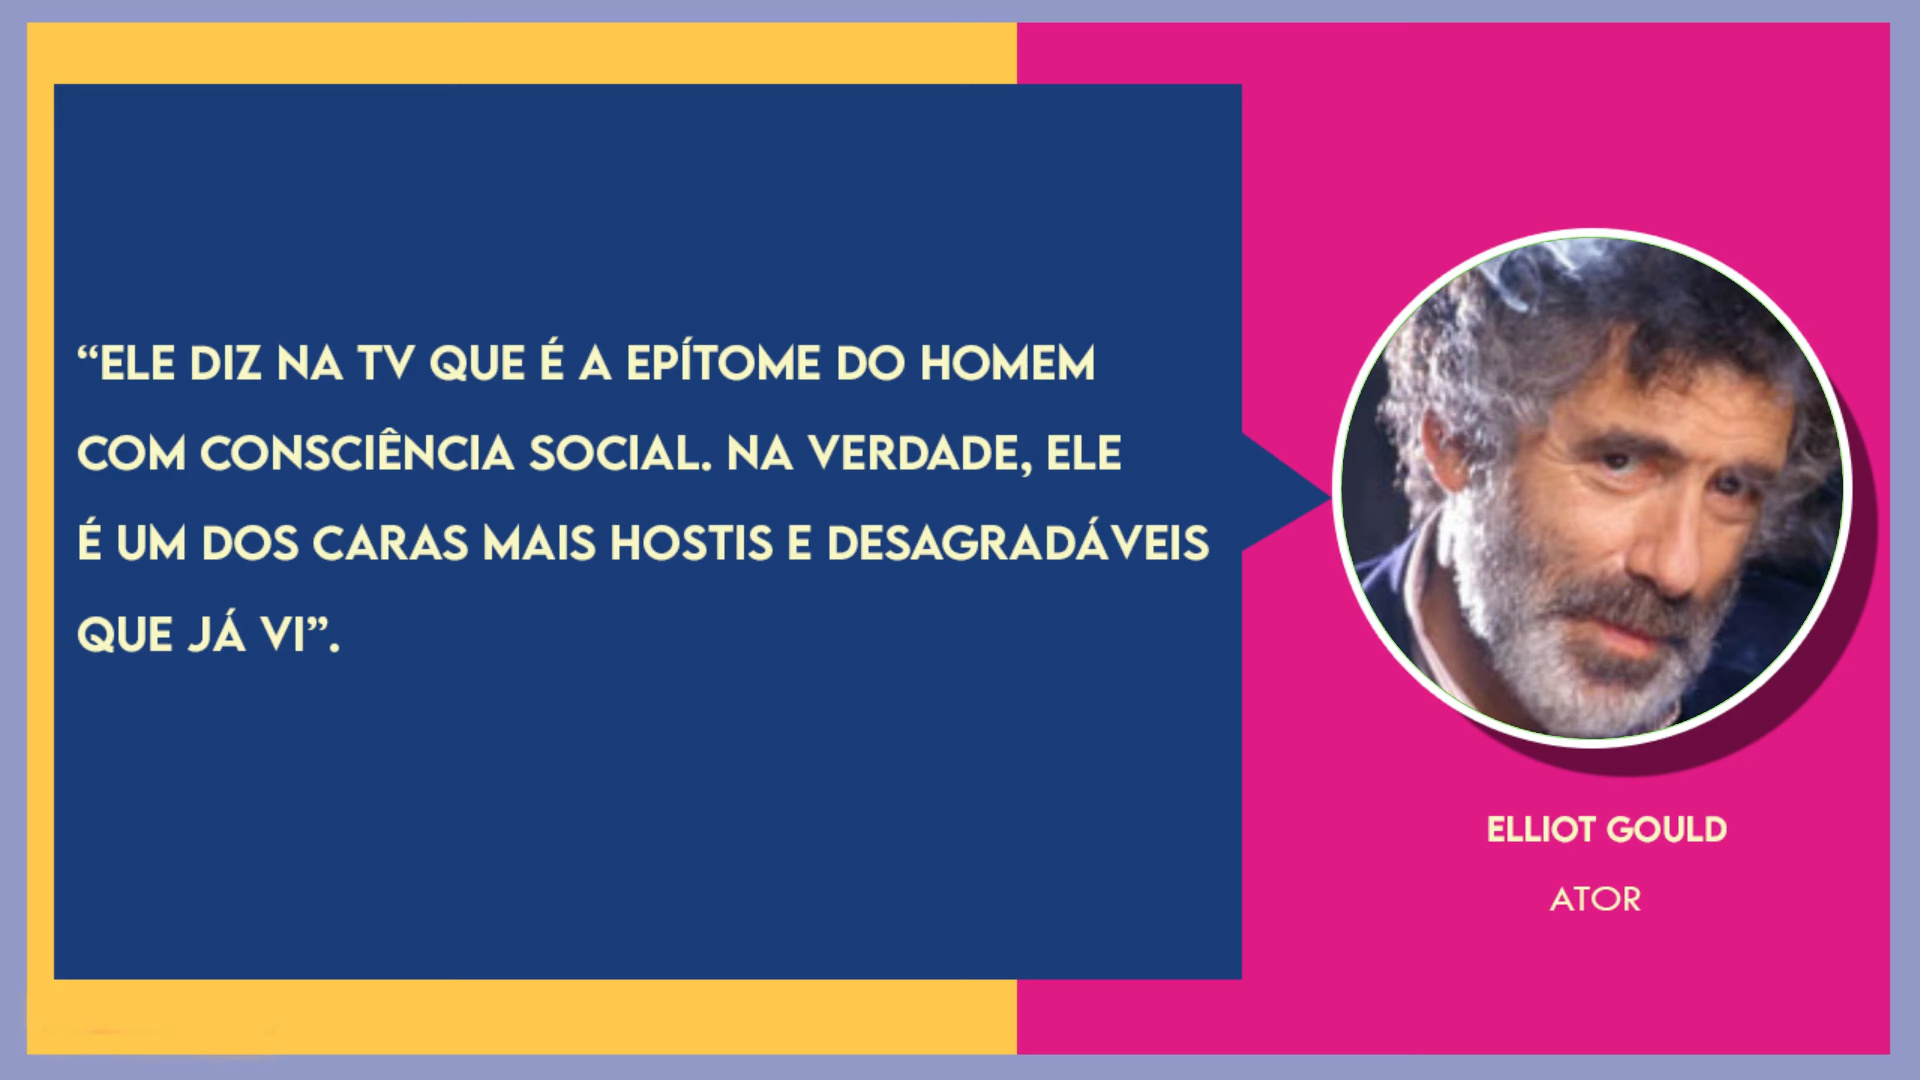 “ELE DIZ NA TV QUE É A EPÍTOME DO HOMEM
COM CONSCIÊNCIA SOCIAL. NA VERDADE, ELE
É UM DOS CARAS MAIS HOSTIS E DESAGRADÁVEIS
QUE JÁ VI”.
ELLIOT GOULD
ATOR